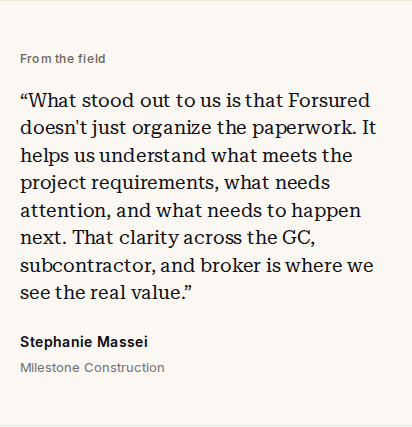 From the field
“What stood out to us is that Forsured
doesn't just organize the paperwork. It
helps us understand what meets the
project requirements, what needs
attention, and what needs to happen
next. That clarity across the GC,
subcontractor, and broker is where we
see the real value.”
Stephanie Massei
Milestone Construction